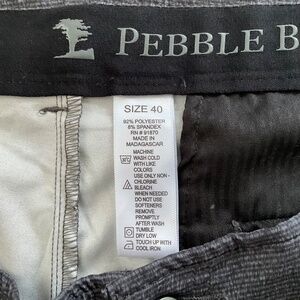 PEBBLE B
SIZE 40
92% POLYESTER
8% SPANDEX
RN # 91870
MADE IN
MADAGASCAR
MACHINE
WASH COLD
WITH LIKE
COLORS
USE ONLY NON -
CHLORINE
BLEACH
WHEN NEEDED
DO NOT USE
SOFTENERS
REMOVE
PROMPTLY
AFTER WASH
TUMBLE
DRY LOW
TOUCH UP WITH
COOL IRON